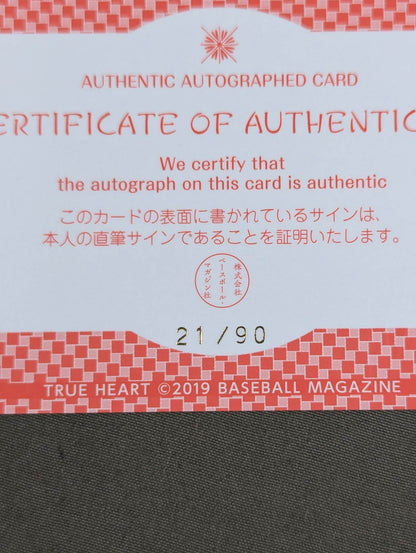 AUTHENTIC AUTOGRAPHED CARD
ERTIFICATE OF AUTHENTIC
We certify that
the autograph on this card is authentic
このカードの表面に書かれているサインは、
本人の直筆サインであることを証明いたします。
株式会社
ベースボール・
マガジン社
21/90
TRUE HEART ©2019 BASEBALL MAGAZINE